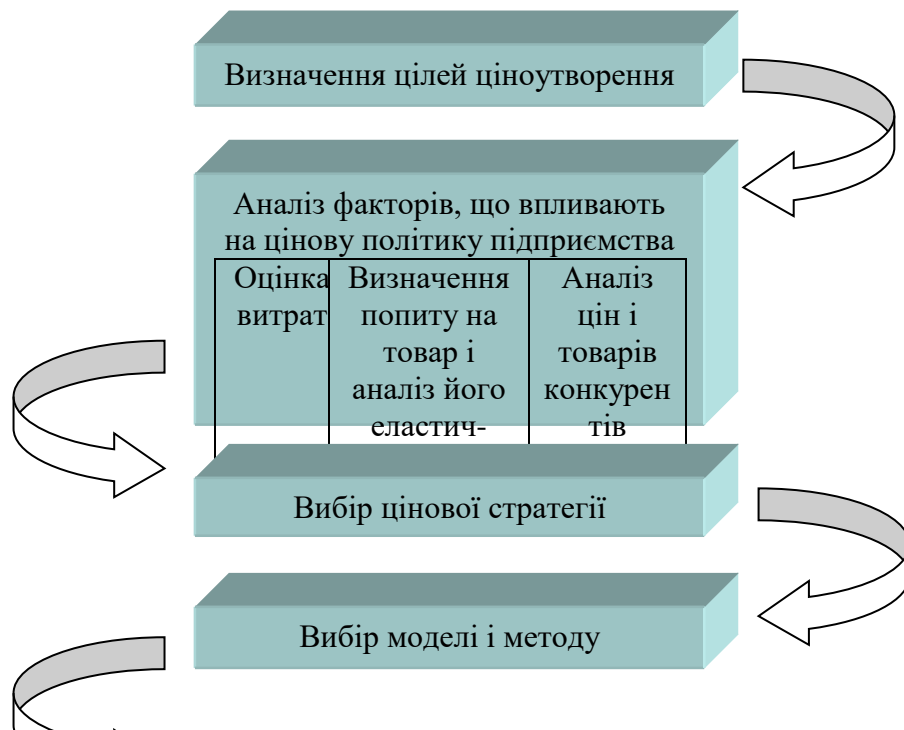 Визначення цілей ціноутворення
Аналіз факторів, що впливають
на цінову політику підприємства
Оцінка
витрат
Визначення
попиту на
товар і
аналіз його
еластич-
Аналіз
цін і
товарів
конкурен
тів
Вибір цінової стратегії
Вибір моделі і методу